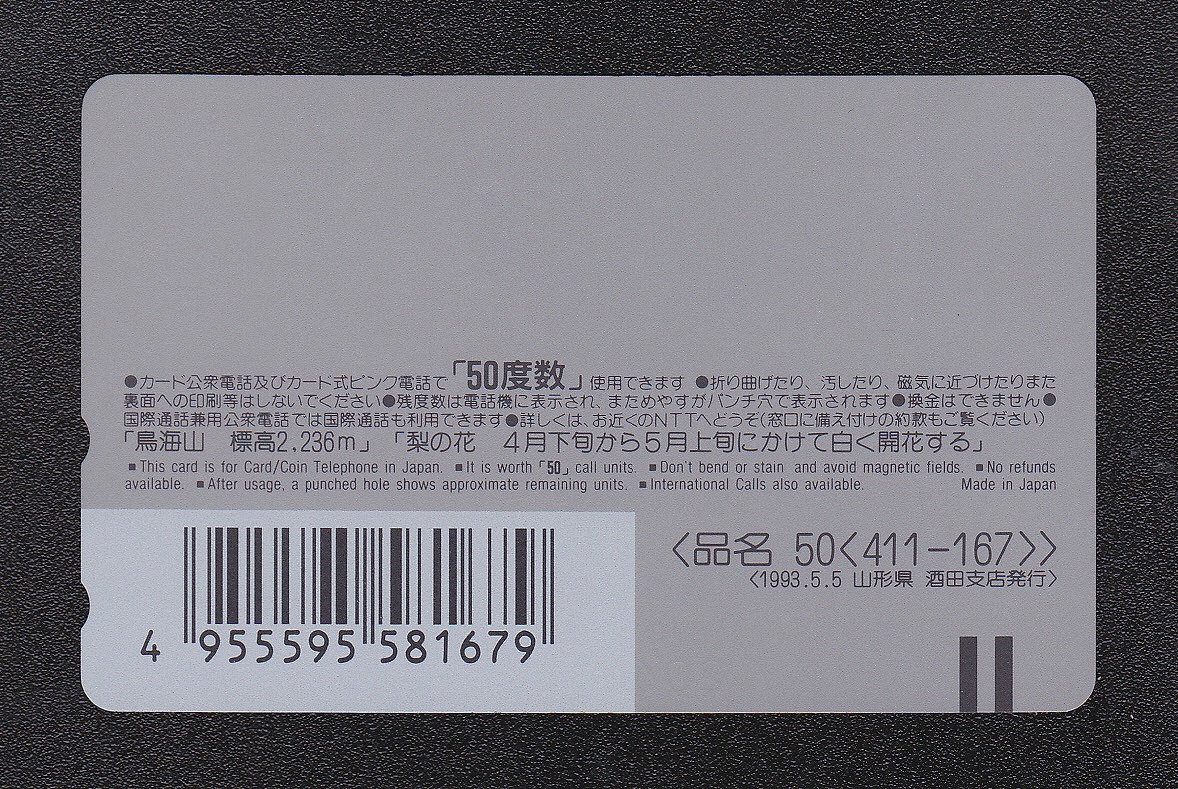 ●カード公衆電話及びカード式ピンク電話で「50度数」使用できます ●折り曲げたり、汚したり、磁気に近づけたりまた
裏面への印刷等はしないでください●残度数は電話機に表示され、まためやすがパンチ穴で表示されます●換金はできません●
国際通話兼用公衆電話では国際通話も利用できます●詳しくは、お近くのNTTへどうぞ(窓口に備え付けの約款もご覧ください)
「鳥海山 標高2,236m」「梨の花 4月下旬から5月上旬にかけて白く開花する」
■This card is for Card/Coin Telephone in Japan. ■It is worth「50」call units. ■Don't bend or stain and avoid magnetic fields. ■No refunds
available. ■After usage, a punched hole shows approximate remaining units. ■International Calls also available. Made in Japan
〈品名 50〈411-167〉〉
〈1993.5.5 山形県 酒田支店発行〉
4 955595 581679